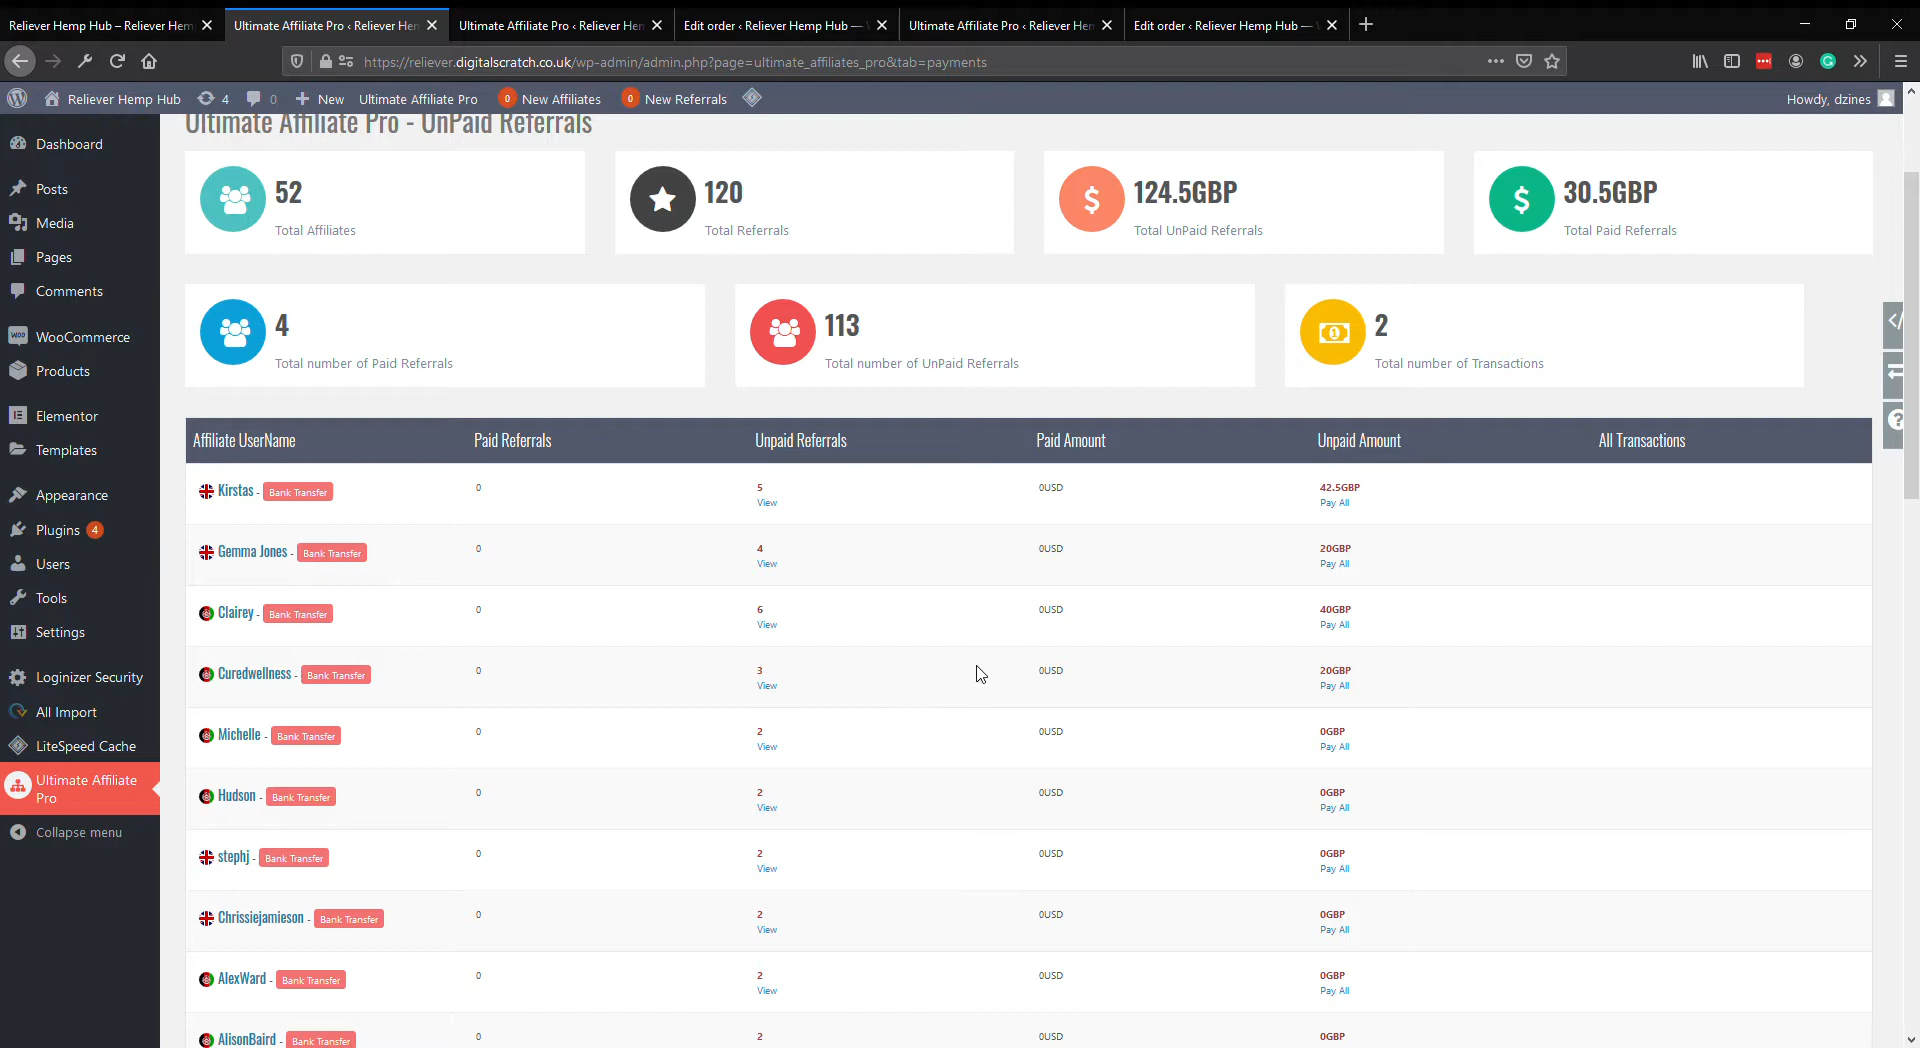 Reliever Hemp Hub – Reliever Hem
Ultimate Affiliate Pro ‹ Reliever Hem
Ultimate Affiliate Pro ‹ Reliever Hem
Edit order ‹ Reliever Hemp Hub —
Ultimate Affiliate Pro ‹ Reliever Hem
Edit order ‹ Reliever Hemp Hub —
https://reliever.digitalscratch.co.uk/wp-admin/admin.php?page=ultimate_affiliates_pro&tab=payments
Reliever Hemp Hub
4
0
New
Ultimate Affiliate Pro
0 New Affiliates
0 New Referrals
Howdy, dzines
Dashboard
Posts
Media
Pages
Comments
WooCommerce
Products
Elementor
Templates
Appearance
Plugins 4
Users
Tools
Settings
Loginizer Security
All Import
LiteSpeed Cache
Ultimate Affiliate
Pro
Collapse menu
Ultimate Affiliate Pro - UnPaid Referrals
52
Total Affiliates
120
Total Referrals
124.5GBP
Total UnPaid Referrals
30.5GBP
Total Paid Referrals
4
Total number of Paid Referrals
113
Total number of UnPaid Referrals
2
Total number of Transactions
Affiliate UserName Paid Referrals Unpaid Referrals Paid Amount Unpaid Amount All Transactions
Kirstas - Bank Transfer 0 5 0USD 42.5GBP
View Pay All
Gemma Jones - Bank Transfer 0 4 0USD 20GBP
View Pay All
Clairey - Bank Transfer 0 6 0USD 40GBP
View Pay All
Curedwellness - Bank Transfer 0 3 0USD 20GBP
View Pay All
Michelle - Bank Transfer 0 2 0USD 0GBP
View Pay All
Hudson - Bank Transfer 0 2 0USD 0GBP
View Pay All
stephj - Bank Transfer 0 2 0USD 0GBP
View Pay All
Chrissiejamieson - Bank Transfer 0 2 0USD 0GBP
View Pay All
AlexWard - Bank Transfer 0 2 0USD 0GBP
View Pay All
AlisonBaird - Bank Transfer 0 2 0USD 0GBP